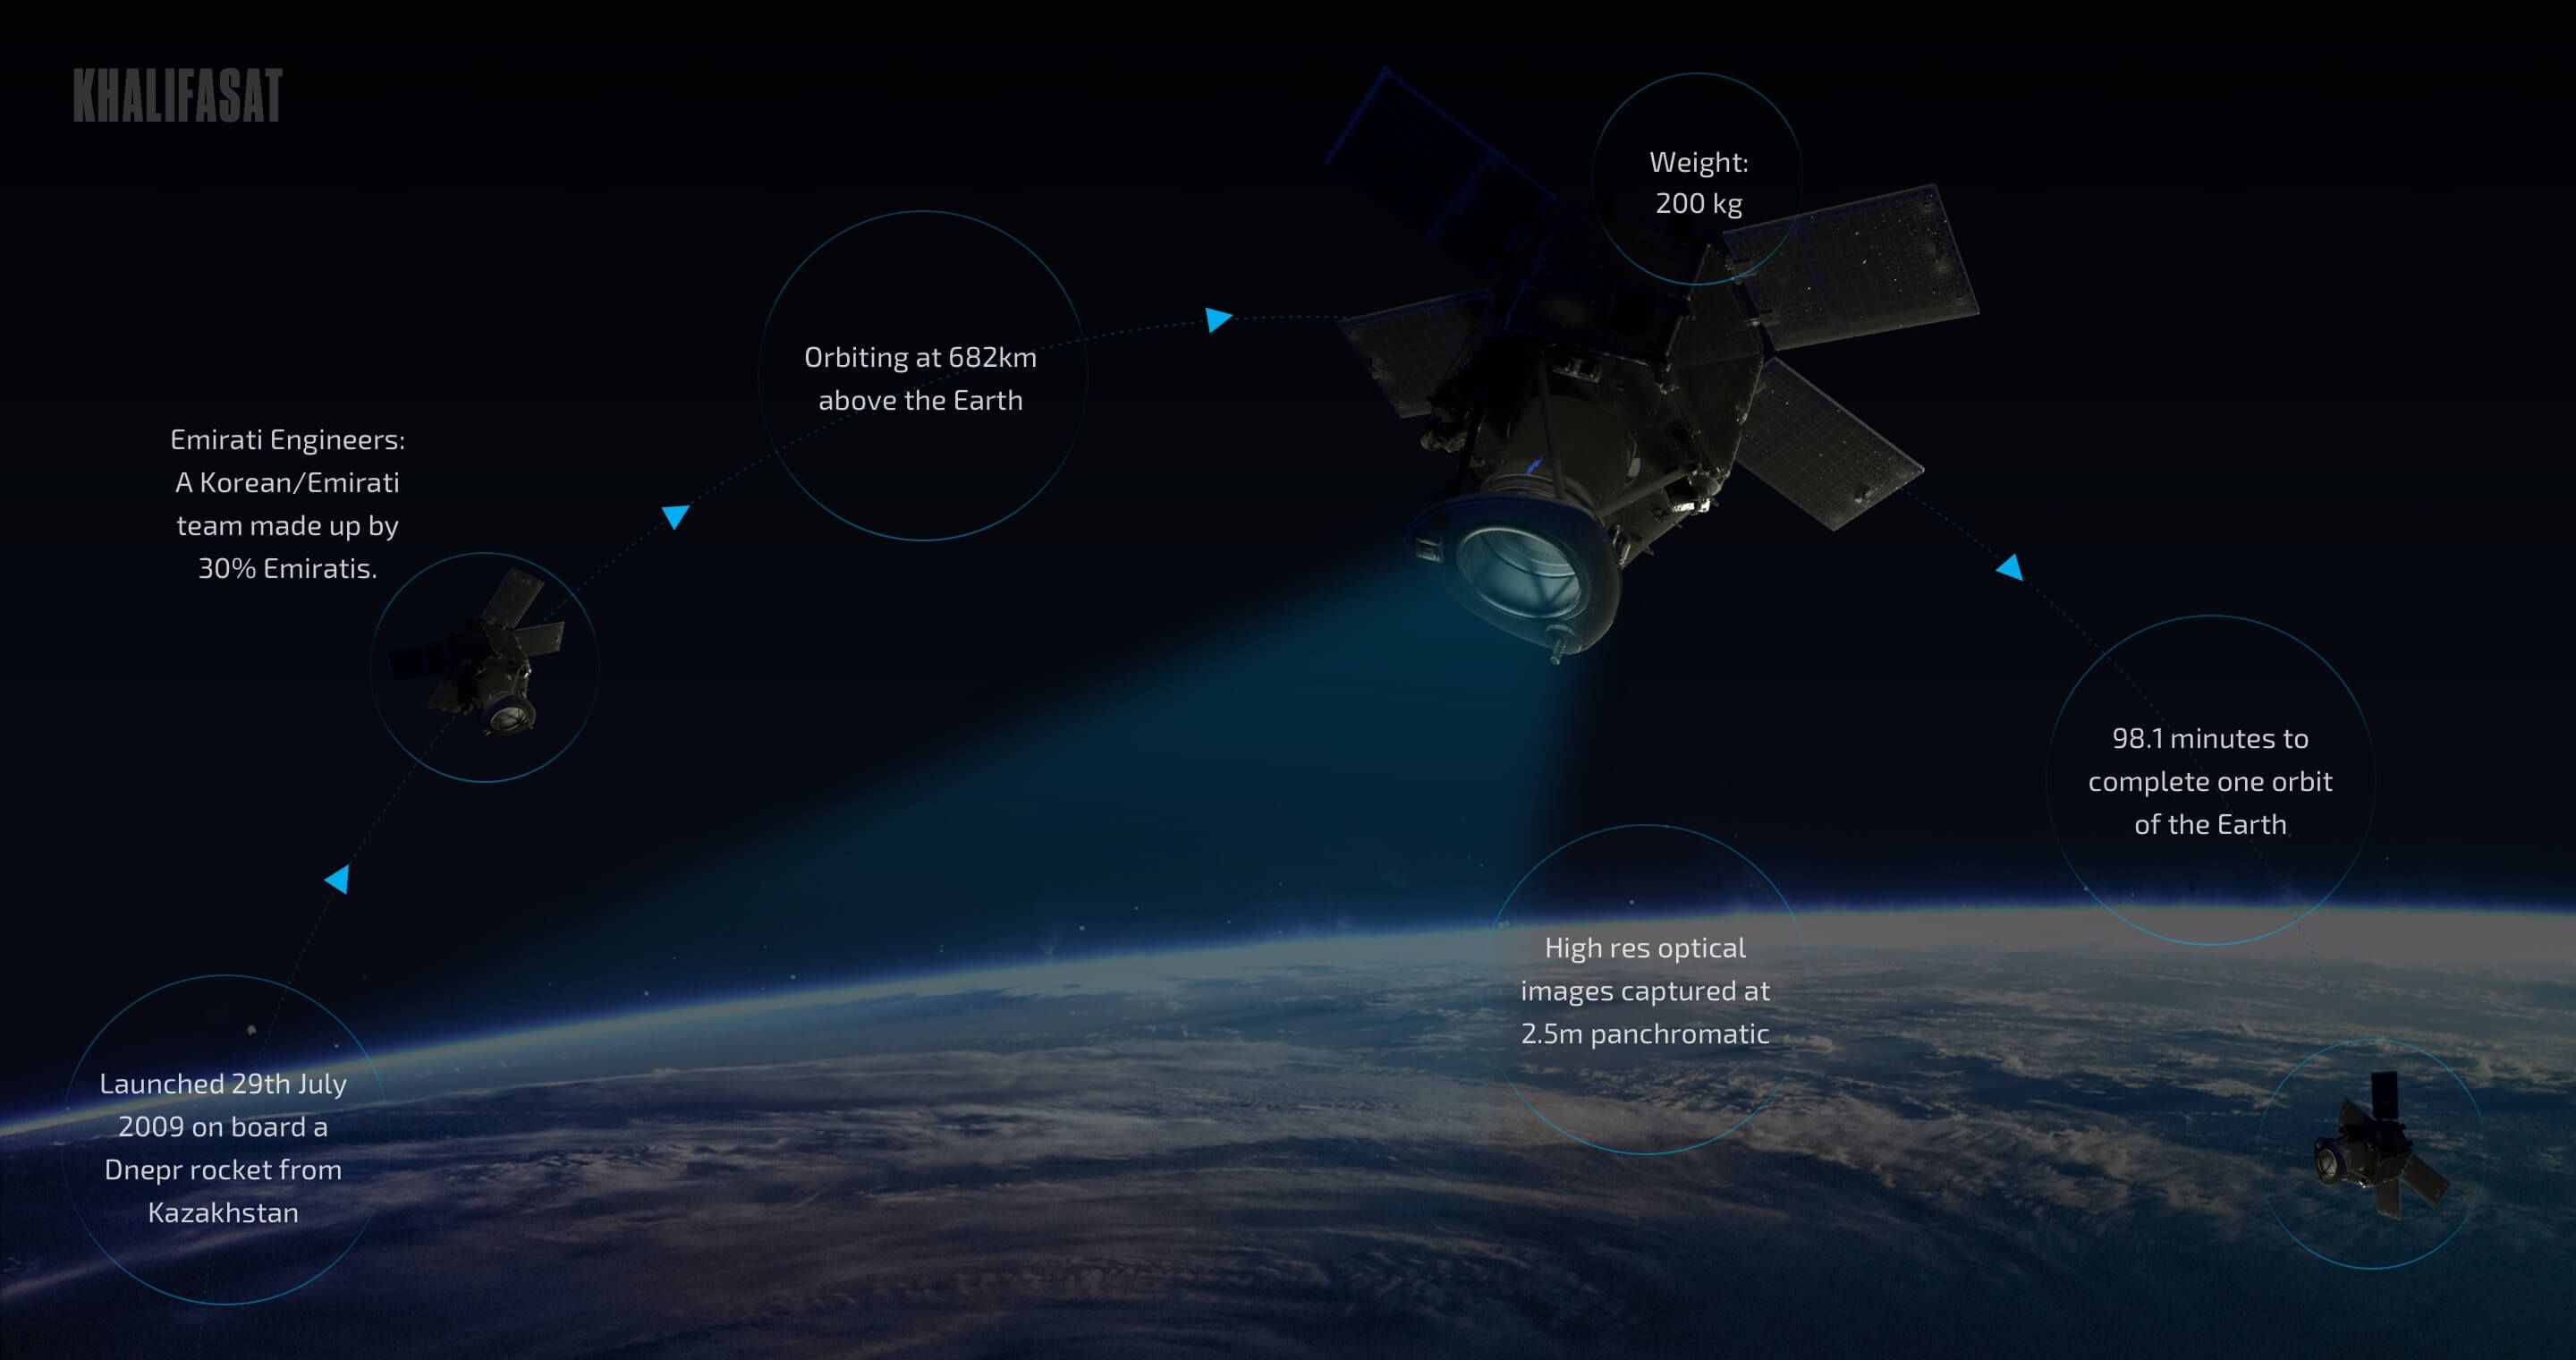 KHALIFASAT
Weight:
200 kg
Orbiting at 682km
above the Earth
Emirati Engineers:
A Korean/Emirati
team made up by
30% Emiratis.
98.1 minutes to
complete one orbit
of the Earth
High res optical
images captured at
2.5m panchromatic
Launched 29th July
2009 on board a
Dnepr rocket from
Kazakhstan